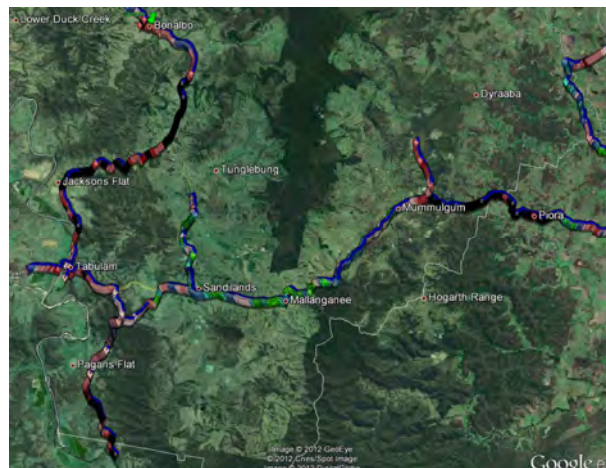 Lower Duck Creek
Bonalbo
Dyraaba
Tunglebung
Jacksons Flat
Mummulgum
Piora
Tabulam
Sandilands
Mallanganee
Hogarth Range
Pagans Flat
Image © 2012 GeoEye
© 2012 Cnes/Spot Image
Google